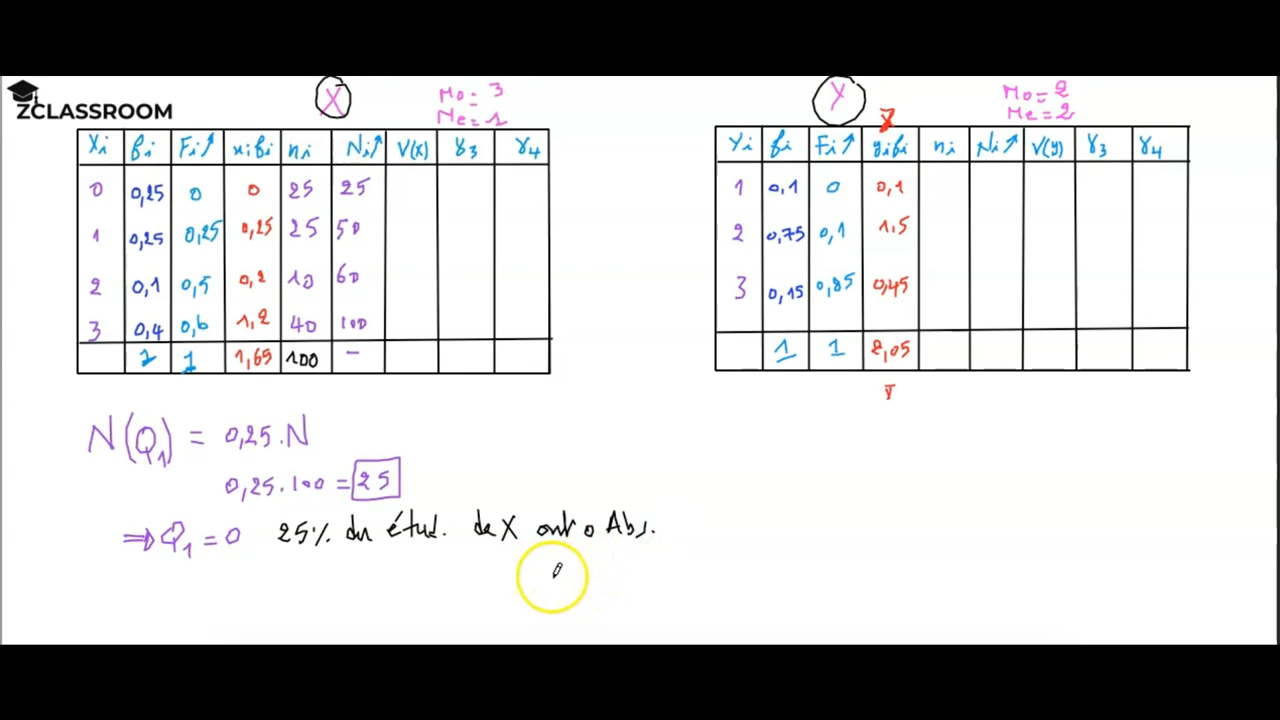 ZCLASSROOM
X
Mo = 3
Me = 1
Y
Mo = 2
Me = 2
Xi fi Fi↑ xifi ni Ni↑ V(X) γ3 γ4
0 0,25 0 0 25 25
1 0,25 0,25 0,25 25 50
2 0,1 0,5 0,2 10 60
3 0,4 0,6 1,2 40 100
1 1 1,65 100 -
Yi fi Fi↑ yifi ni Ni↑ V(y) γ3 γ4
1 0,1 0 0,1
2 0,75 0,1 1.5
3 0,15 0,85 0,45
1 1 2,05
Y̅
N(Q1) = 0,25.N
0,25.100 = 25
⇒ Q1 = 0 25% du étud. de X ont 0 Abs.